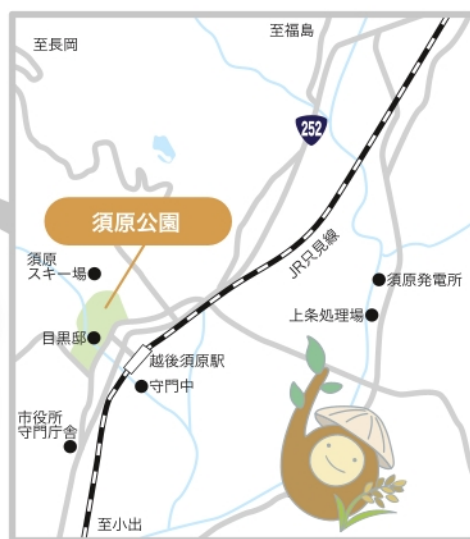 至長岡
至福島
252
須原公園
JR只見線
須原
スキー場
須原発電所
上条処理場
目黒邸
越後須原駅
守門中
市役所
守門庁舎
至小出